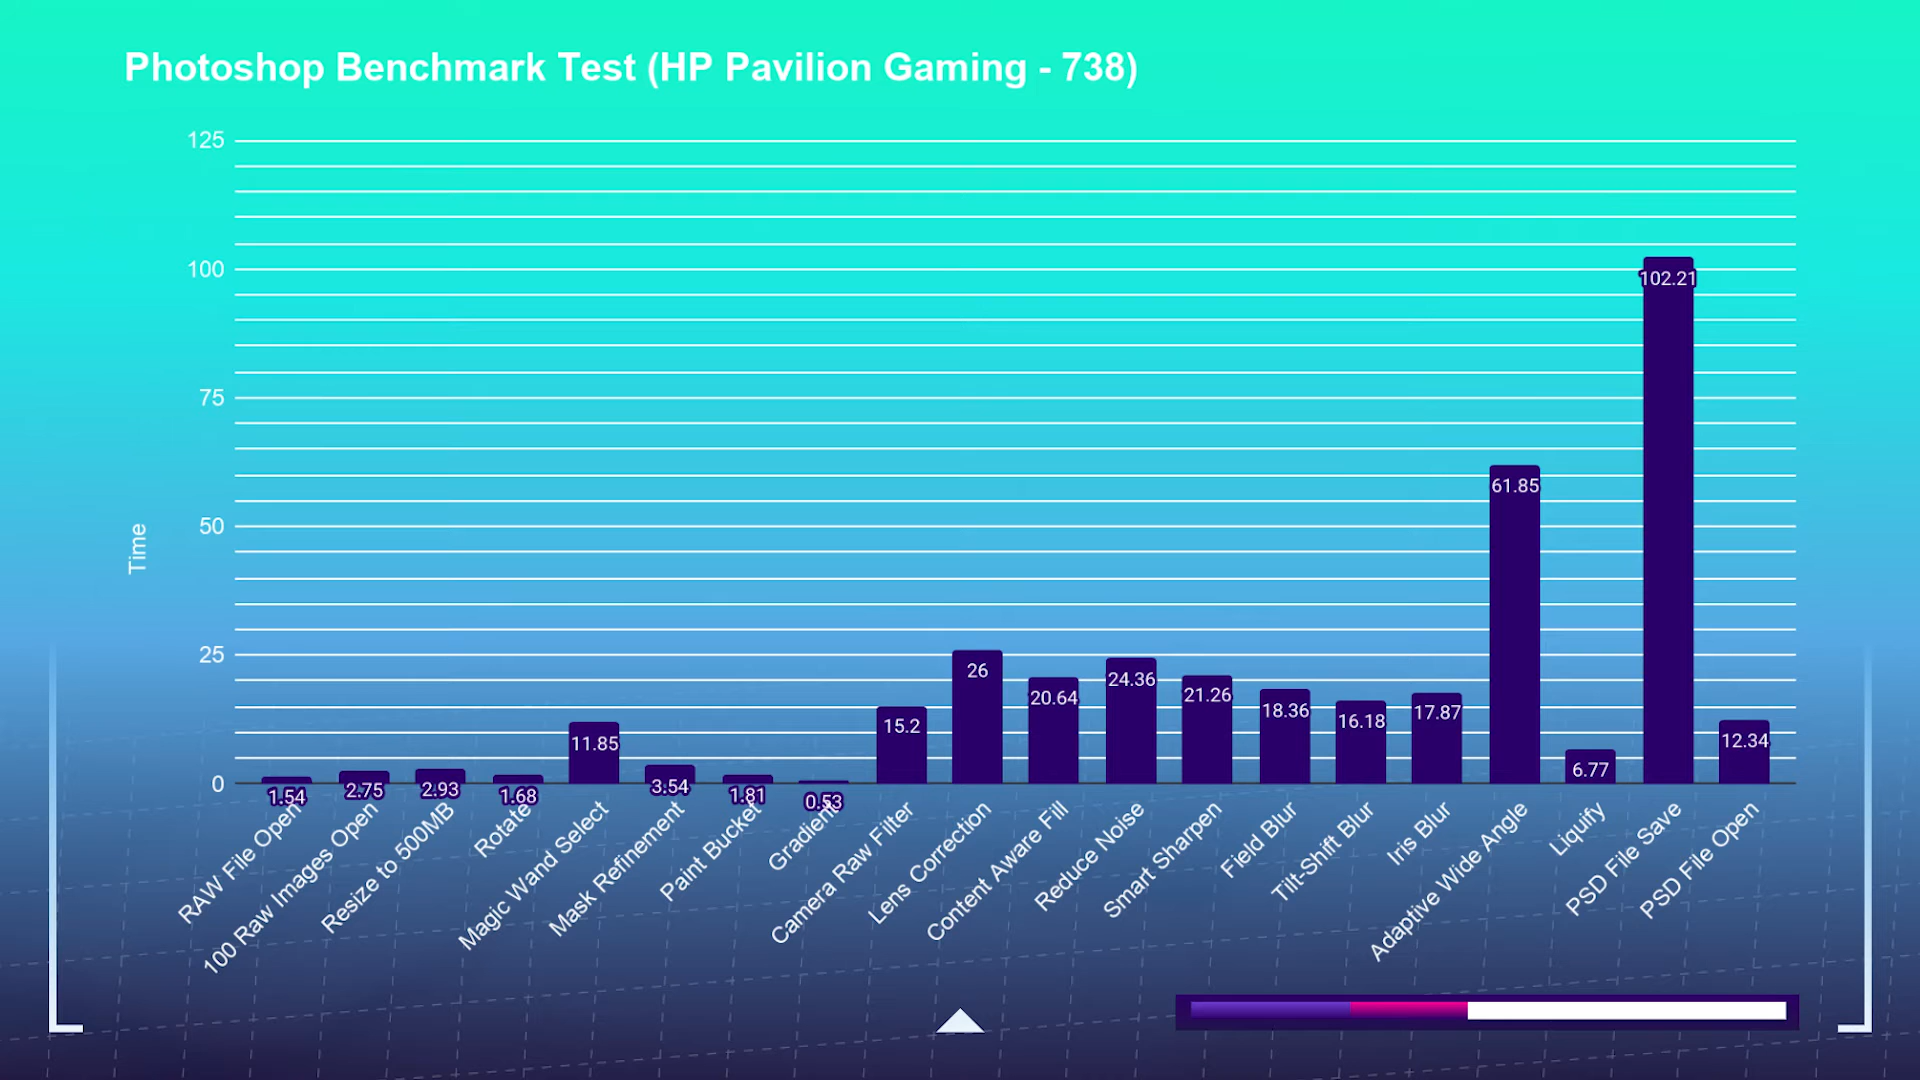 Photoshop Benchmark Test (HP Pavilion Gaming - 738)
125
100
75
50
25
0
Time
1.54
2.75
2.93
1.68
11.85
3.54
1.81
0.53
15.2
26
20.64
24.36
21.26
18.36
16.18
17.87
61.85
6.77
102.21
12.34
RAW File Open
100 Raw Images Open
Resize to 500MB
Rotate
Magic Wand Select
Mask Refinement
Paint Bucket
Gradient
Camera Raw Filter
Lens Correction
Content Aware Fill
Reduce Noise
Smart Sharpen
Field Blur
Tilt-Shift Blur
Iris Blur
Adaptive Wide Angle
Liquify
PSD File Save
PSD File Open